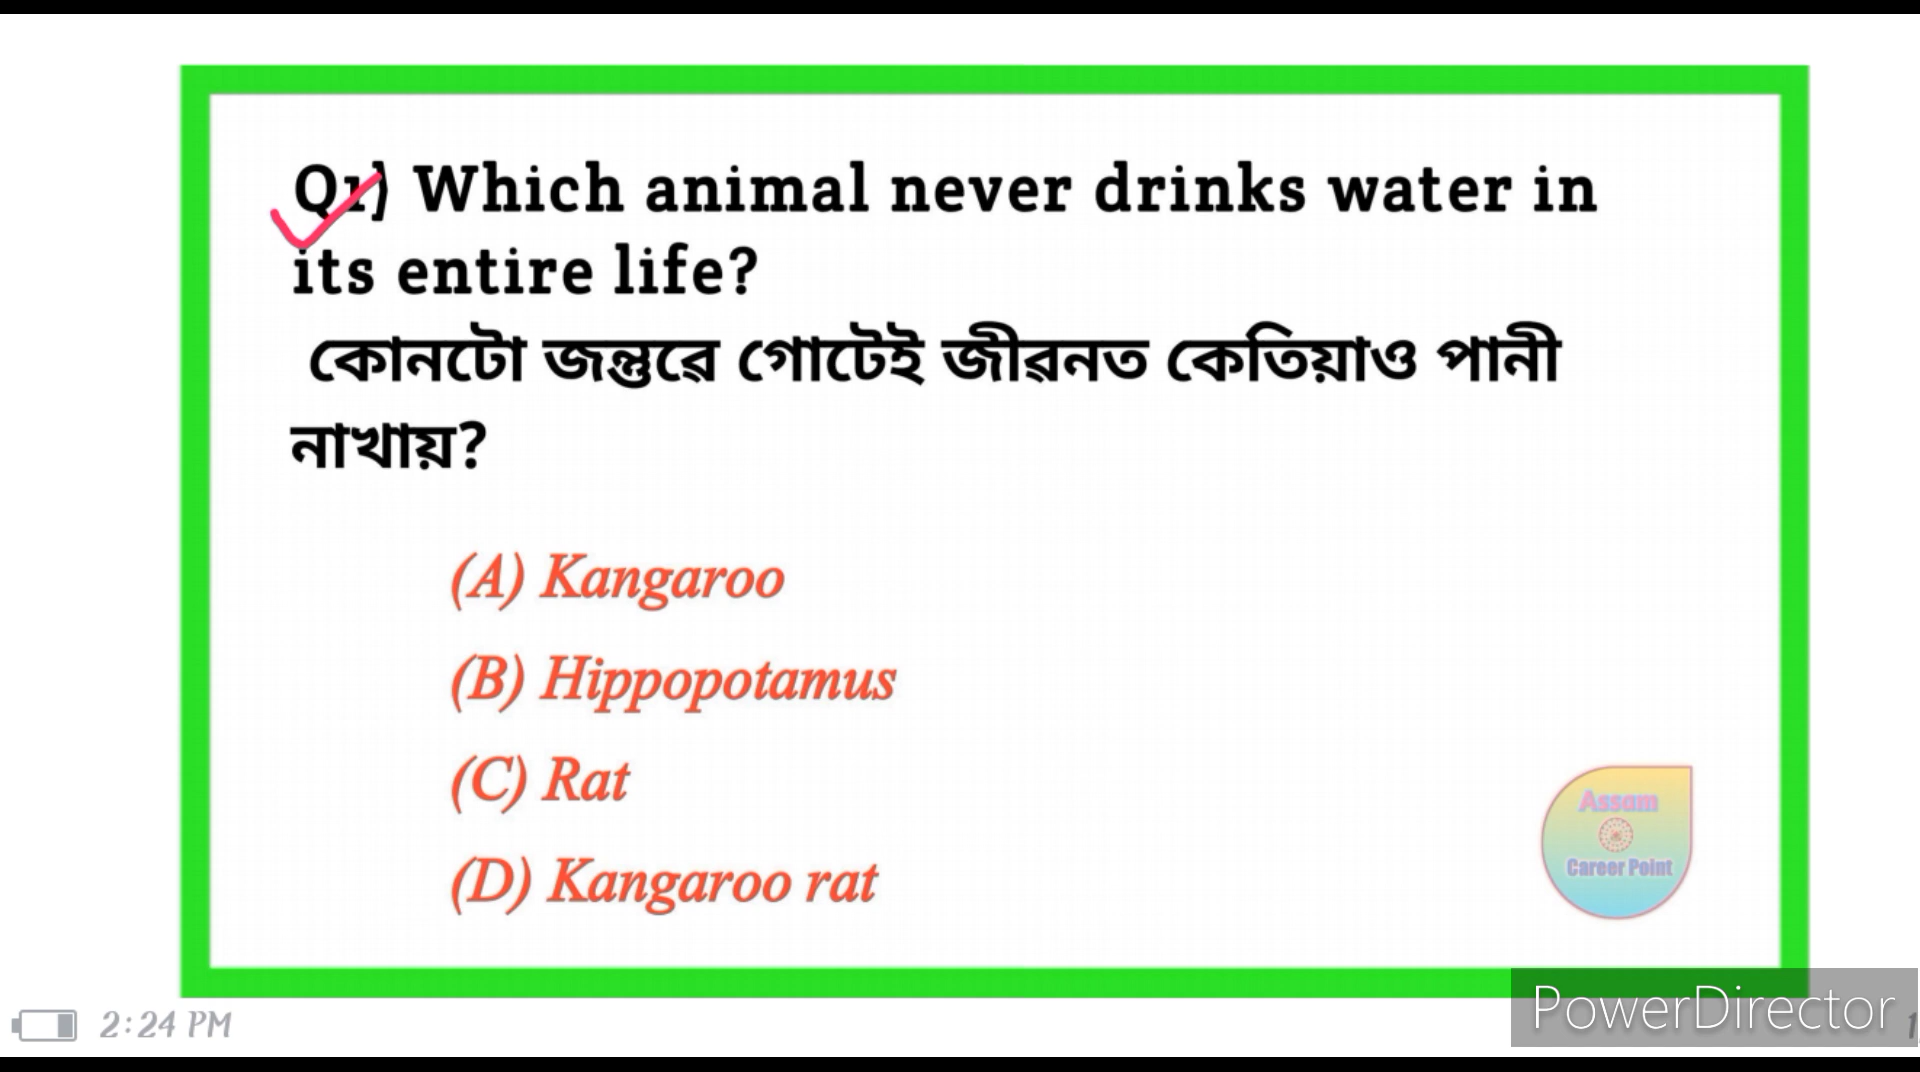 Q1) Which animal never drinks water in
its entire life?
কোনটো জন্তুৱে গোটেই জীৱনত কেতিয়াও পানী
নাখায়?
(A) Kangaroo
(B) Hippopotamus
(C) Rat
(D) Kangaroo rat
Assam
Career Point
PowerDirector
2:24 PM